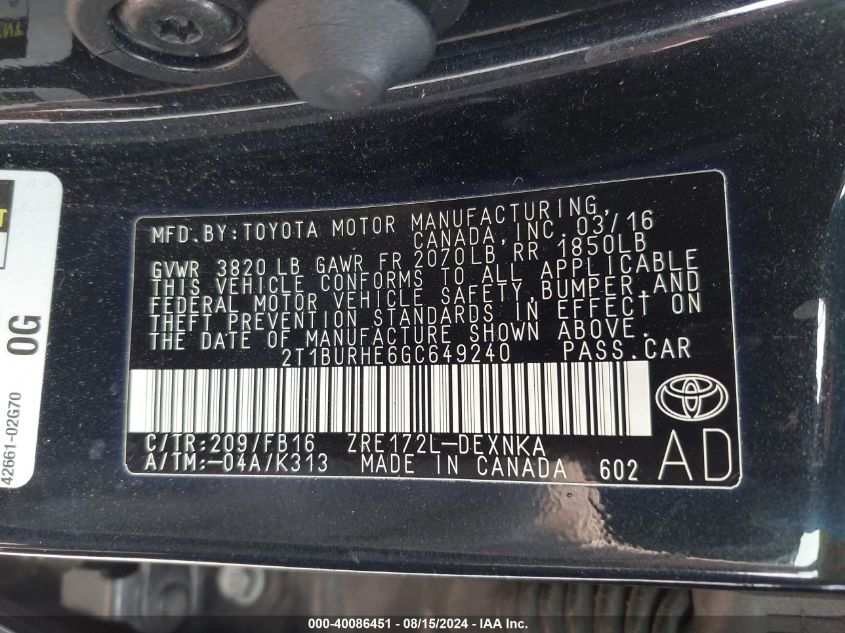 MFD.BY:TOYOTA MOTOR MANUFACTURING,
CANADA, INC. 03/16
GVWR 3820 LB GAWR FR 2070LB RR 1850LB
THIS VEHICLE CONFORMS TO ALL APPLICABLE
FEDERAL MOTOR VEHICLE SAFETY, BUMPER, AND
THEFT PREVENTION STANDARDS IN EFFECT ON
THE DATE OF MANUFACTURE SHOWN ABOVE.
2T1BURHE6GC649240 PASS.CAR
C/TR:209/FB16 ZRE172L-DEXNKA
A/TM:-04A/K313 MADE IN CANADA 602
AD
0G
42661-02G70
000-40086451 - 08/15/2024 - IAA Inc.